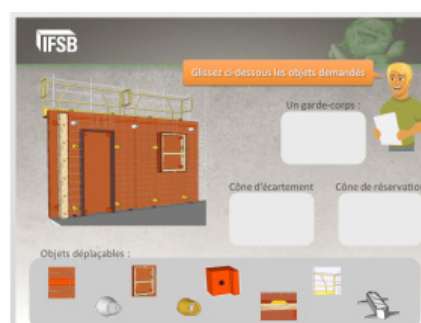 IFSB
Glissez ci-dessous les objets demandés
Un garde-corps :
Cône d'écartement
Cône de réservation
Objets déplaçables :